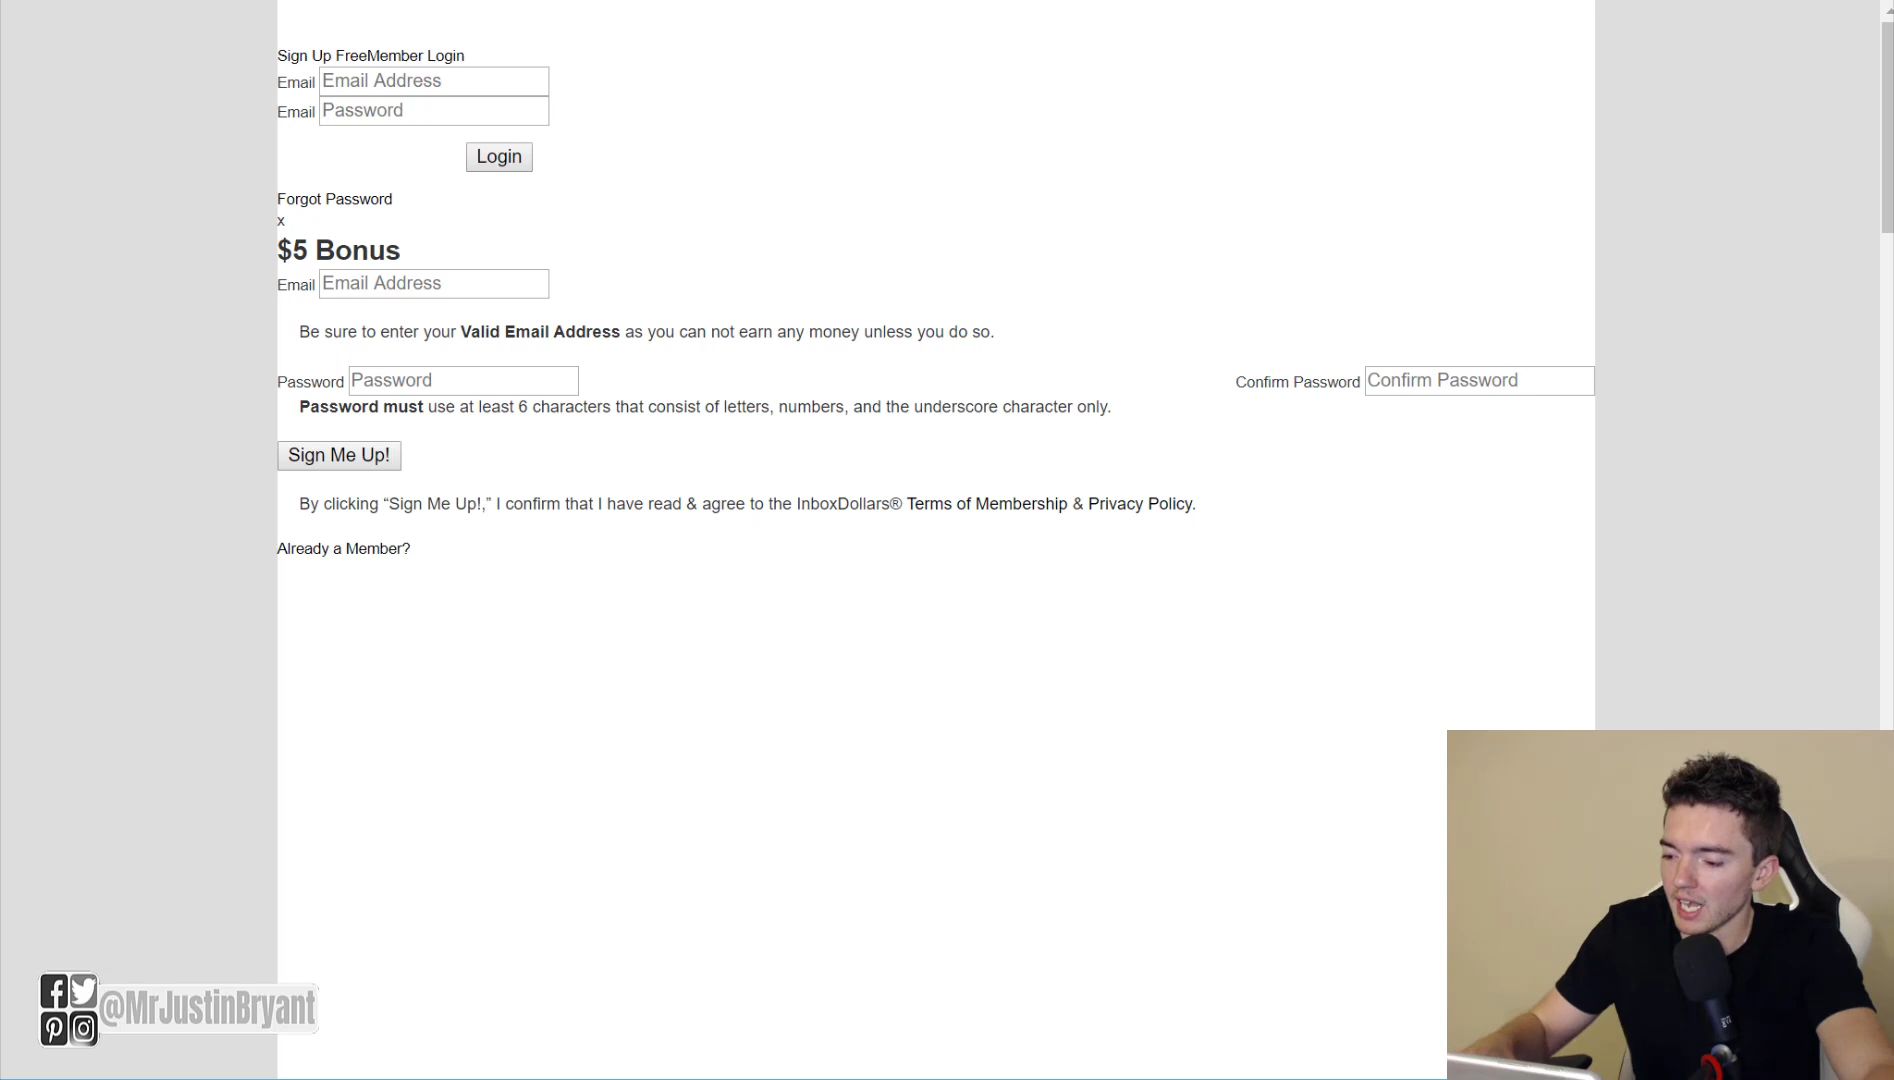 Sign Up FreeMember Login
Email Email Address
Email Password
Login
Forgot Password
x
$5 Bonus
Email Email Address
Be sure to enter your Valid Email Address as you can not earn any money unless you do so.
Password Password Confirm Password Confirm Password
Password must use at least 6 characters that consist of letters, numbers, and the underscore character only.
Sign Me Up!
By clicking “Sign Me Up!,” I confirm that I have read & agree to the InboxDollars® Terms of Membership & Privacy Policy.
Already a Member?
@MrJustinBryant